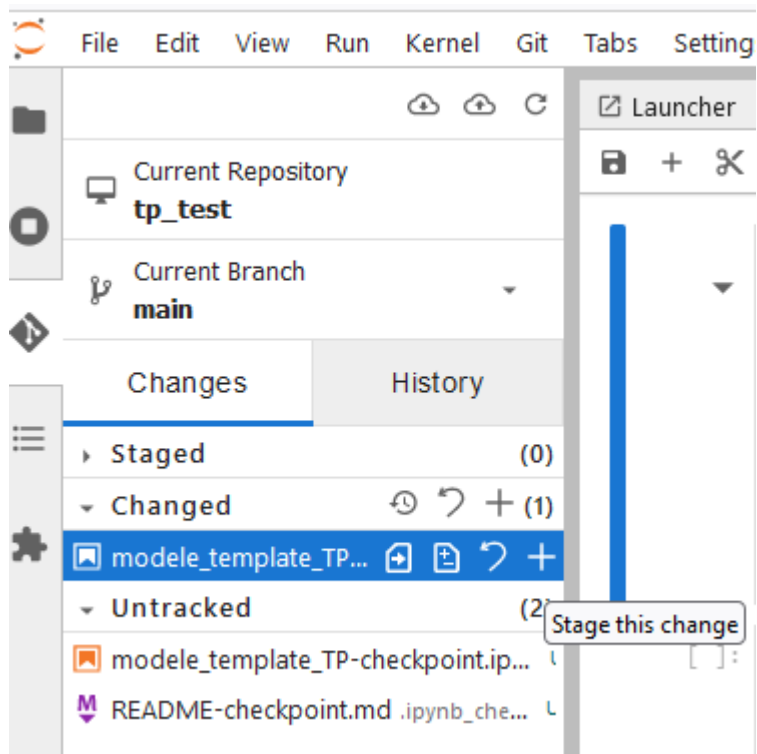 File Edit View Run Kernel Git Tabs Setting
Launcher
Current Repository
tp_test
Current Branch
main
Changes History
Staged (0)
Changed (1)
modele_template_TP...
Untracked (2)
Stage this change
modele_template_TP-checkpoint.ip... U
[ ]:
README-checkpoint.md .ipynb_che... U